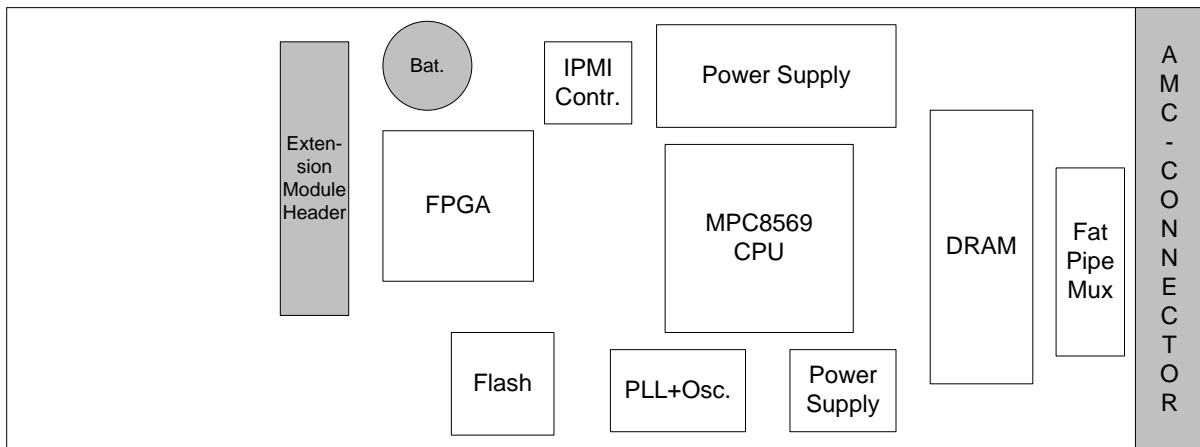 Bat.
IPMI
Contr.
Power Supply
Exten-
sion
Module
Header
FPGA
MPC8569
CPU
DRAM
Fat
Pipe
Mux
Flash
PLL+Osc.
Power
Supply
A
M
C
-
C
O
N
N
E
C
T
O
R